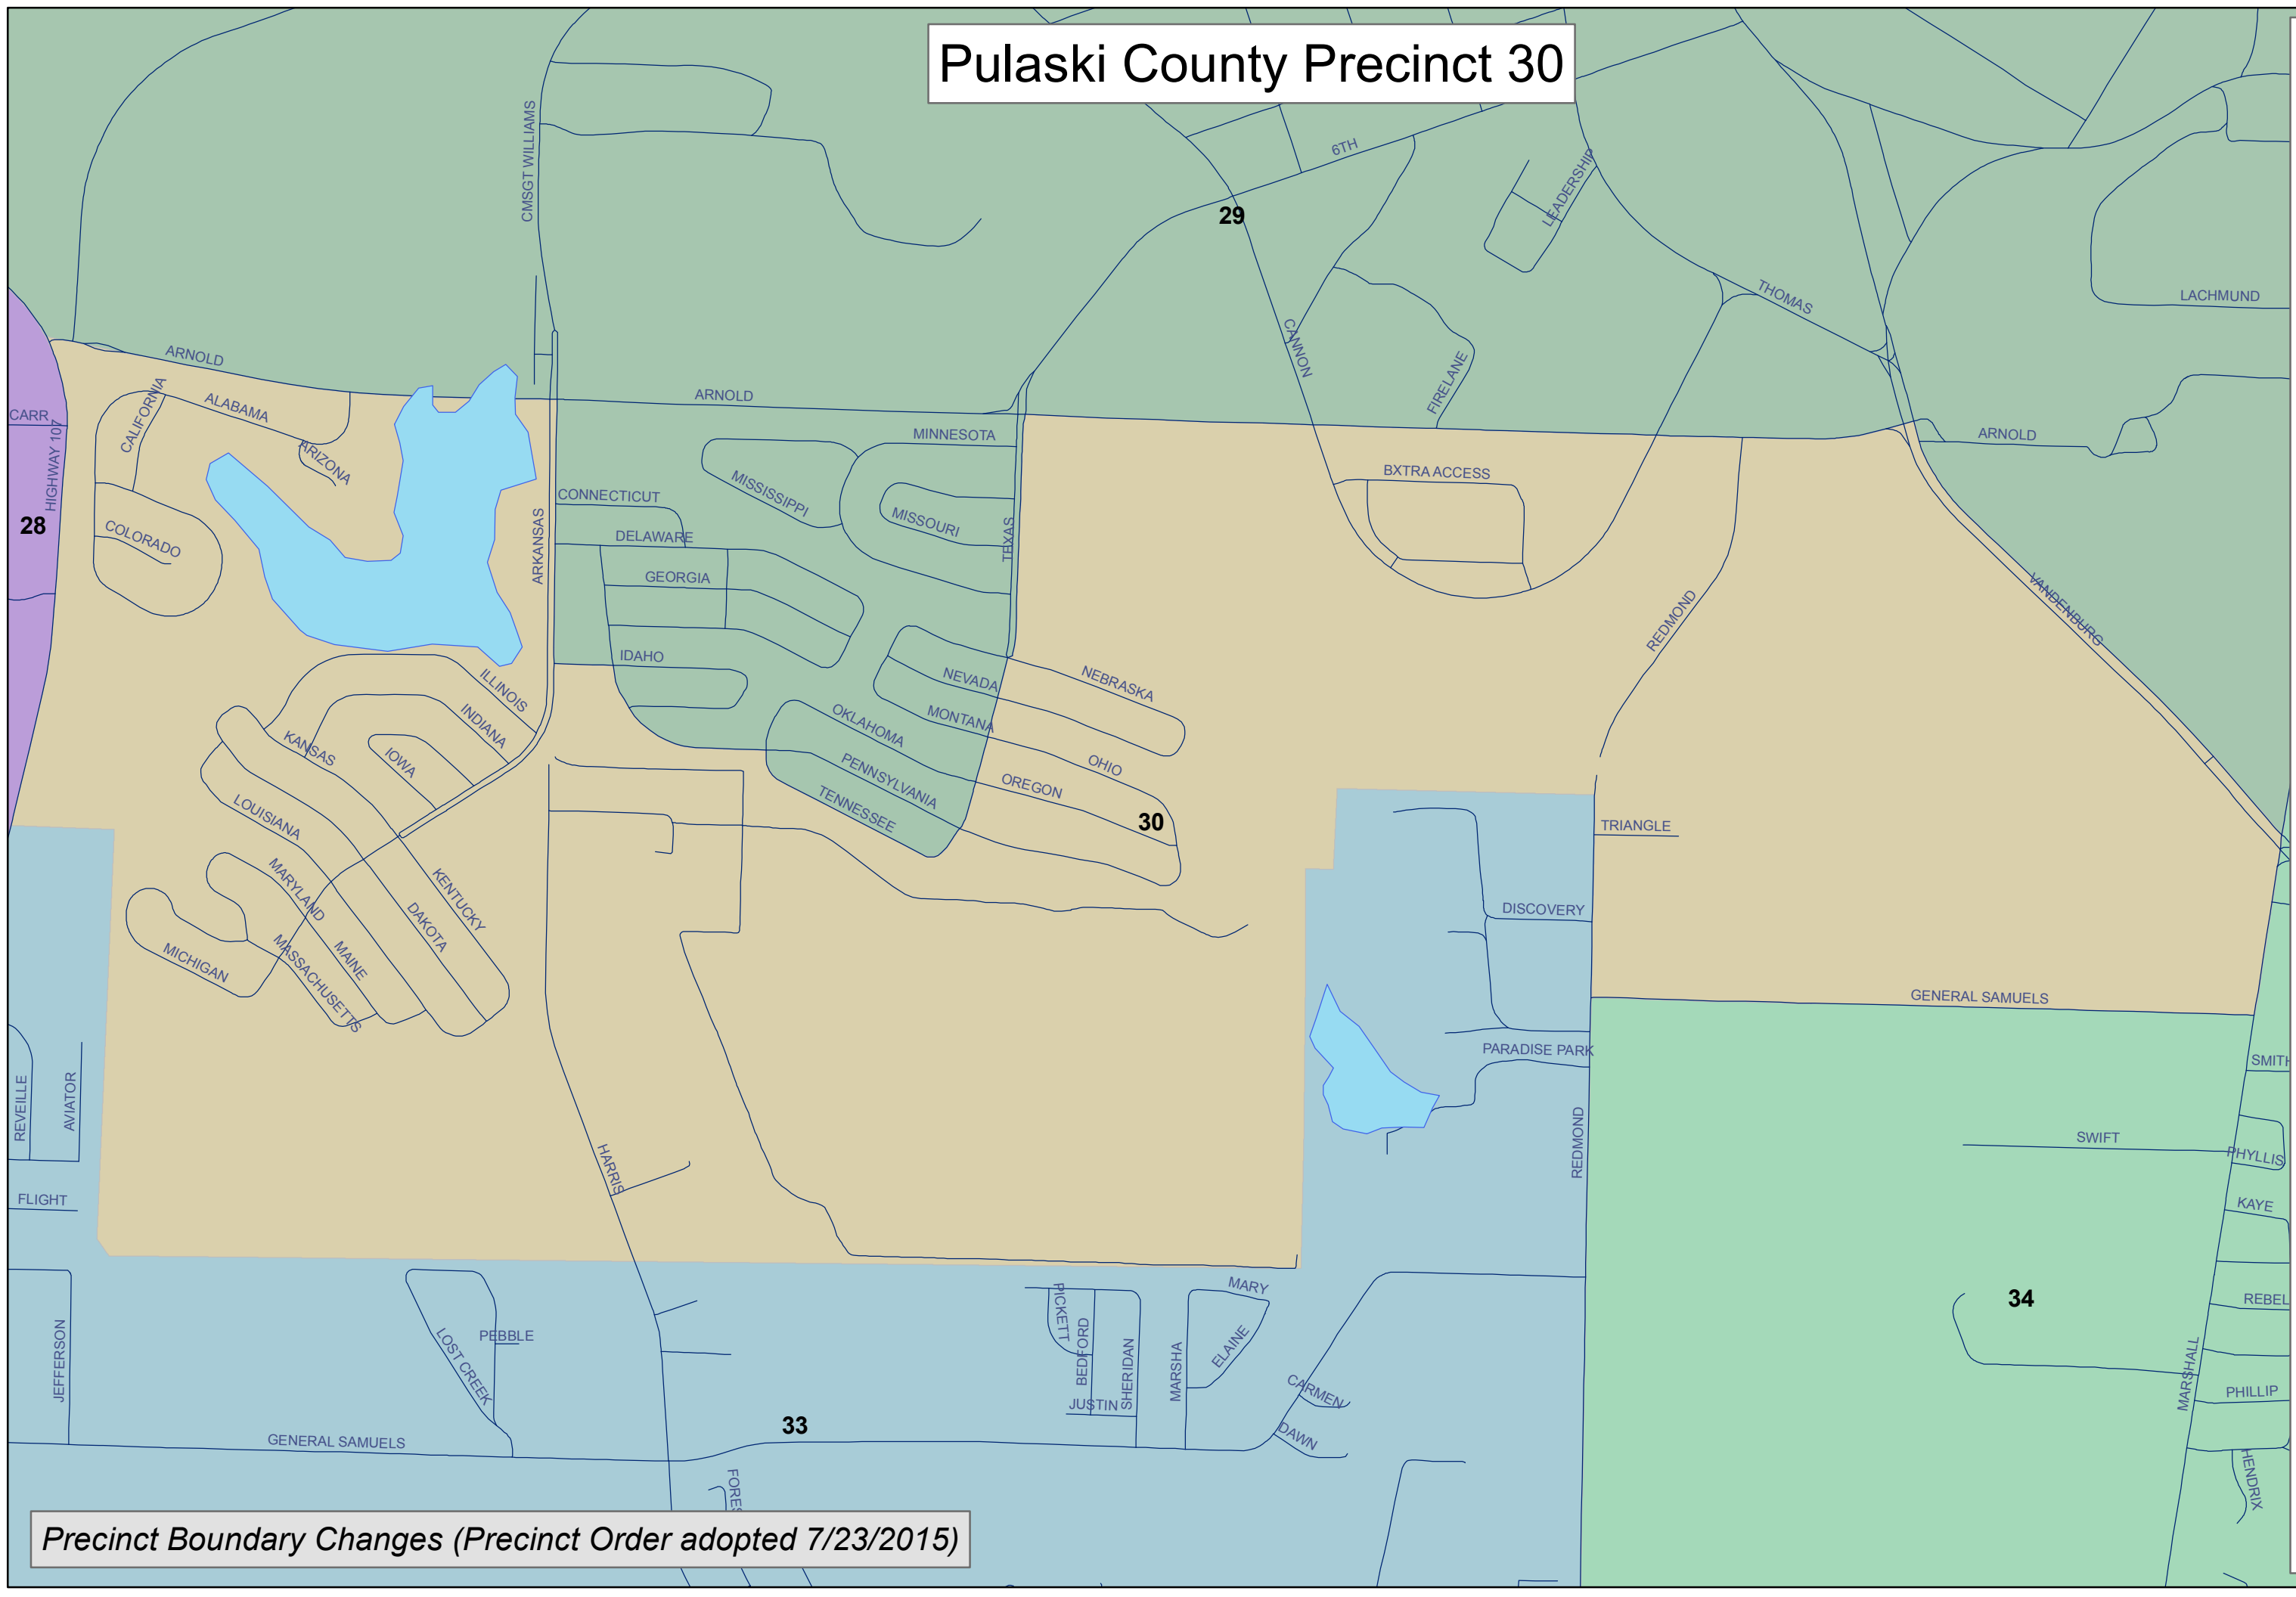 Pulaski County Precinct 30
CMSGT WILLIAMS
6TH
LEADERSHIP
29
THOMAS
LACHMUND
CANNON
FIRELANE
ARNOLD
ARNOLD
ARNOLD
CARR
HIGHWAY 107
CALIFORNIA
ALABAMA
ARIZONA
MINNESOTA
BXTRA ACCESS
28
COLORADO
ARKANSAS
CONNECTICUT
MISSISSIPPI
MISSOURI
TEXAS
DELAWARE
GEORGIA
IDAHO
REDMOND
VANDENBURG
ILLINOIS
INDIANA
NEVADA
NEBRASKA
MONTANA
OKLAHOMA
KANSAS
IOWA
OHIO
PENNSYLVANIA
OREGON
TENNESSEE
LOUISIANA
30
TRIANGLE
MARYLAND
KENTUCKY
DAKOTA
DISCOVERY
MICHIGAN
MASSACHUSETTS
MAINE
GENERAL SAMUELS
PARADISE PARK
SMITH
REVEILLE
AVIATOR
REDMOND
SWIFT
PHYLLIS
HARRIS
FLIGHT
KAYE
MARY
34
REBEL
PICKETT
JEFFERSON
LOST CREEK
PEBBLE
BEDFORD
SHERIDAN
MARSHA
ELAINE
MARSHALL
CARMEN
PHILLIP
JUSTIN
33
DAWN
GENERAL SAMUELS
HENDRIX
FORES
Precinct Boundary Changes (Precinct Order adopted 7/23/2015)